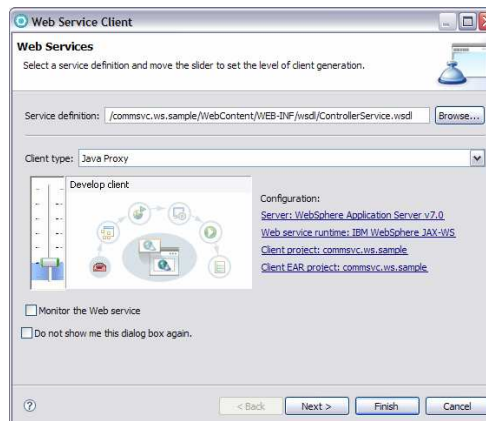 Web Service Client
Web Services
Select a service definition and move the slider to set the level of client generation.
Service definition: /commsvc.ws.sample/WebContent/WEB-INF/wsdl/ControllerService.wsdl Browse...
Client type: Java Proxy
Develop client
Configuration:
Server: WebSphere Application Server v7.0
Web service runtime: IBM WebSphere JAX-WS
Client project: commsvc.ws.sample
Client EAR project: commsvc.ws.sample
Monitor the Web service
Do not show me this dialog box again.
< Back Next > Finish Cancel